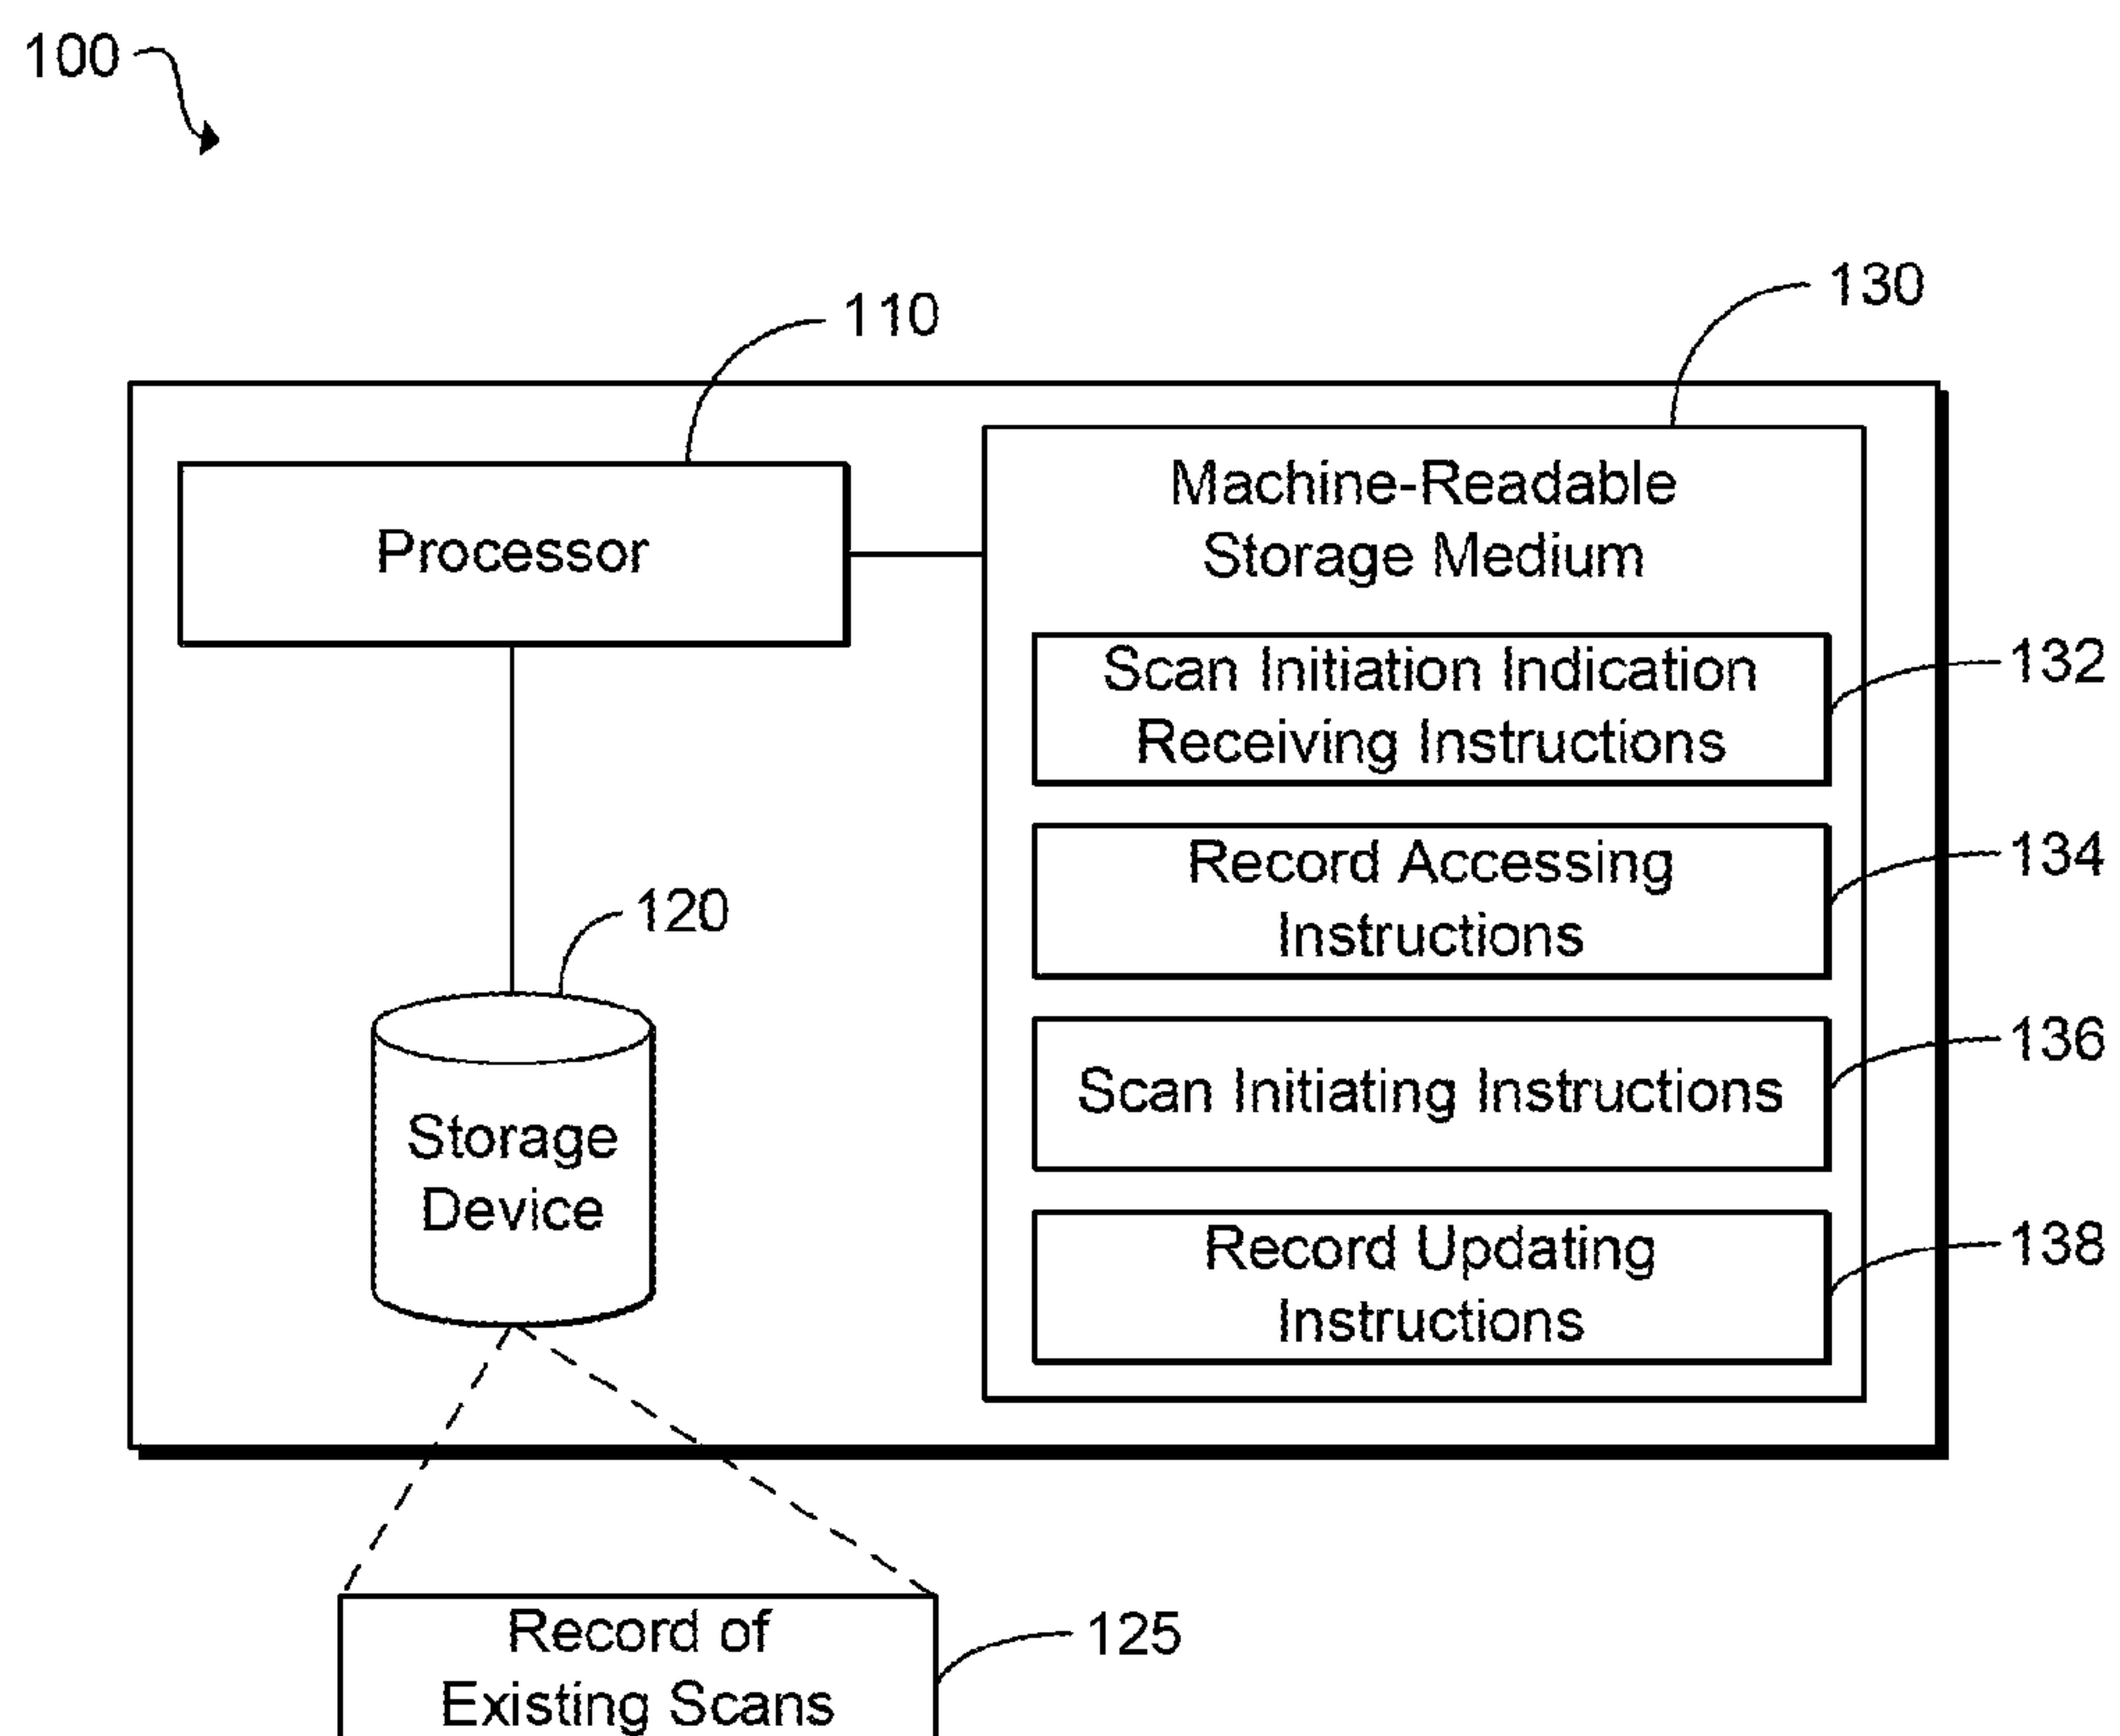 100
110
130
Processor
Machine-Readable
Storage Medium
Scan Initiation Indication
Receiving Instructions
132
Record Accessing
Instructions
134
120
Storage
Device
Scan Initiating Instructions
136
Record Updating
Instructions
138
Record of
Existing Scans
125